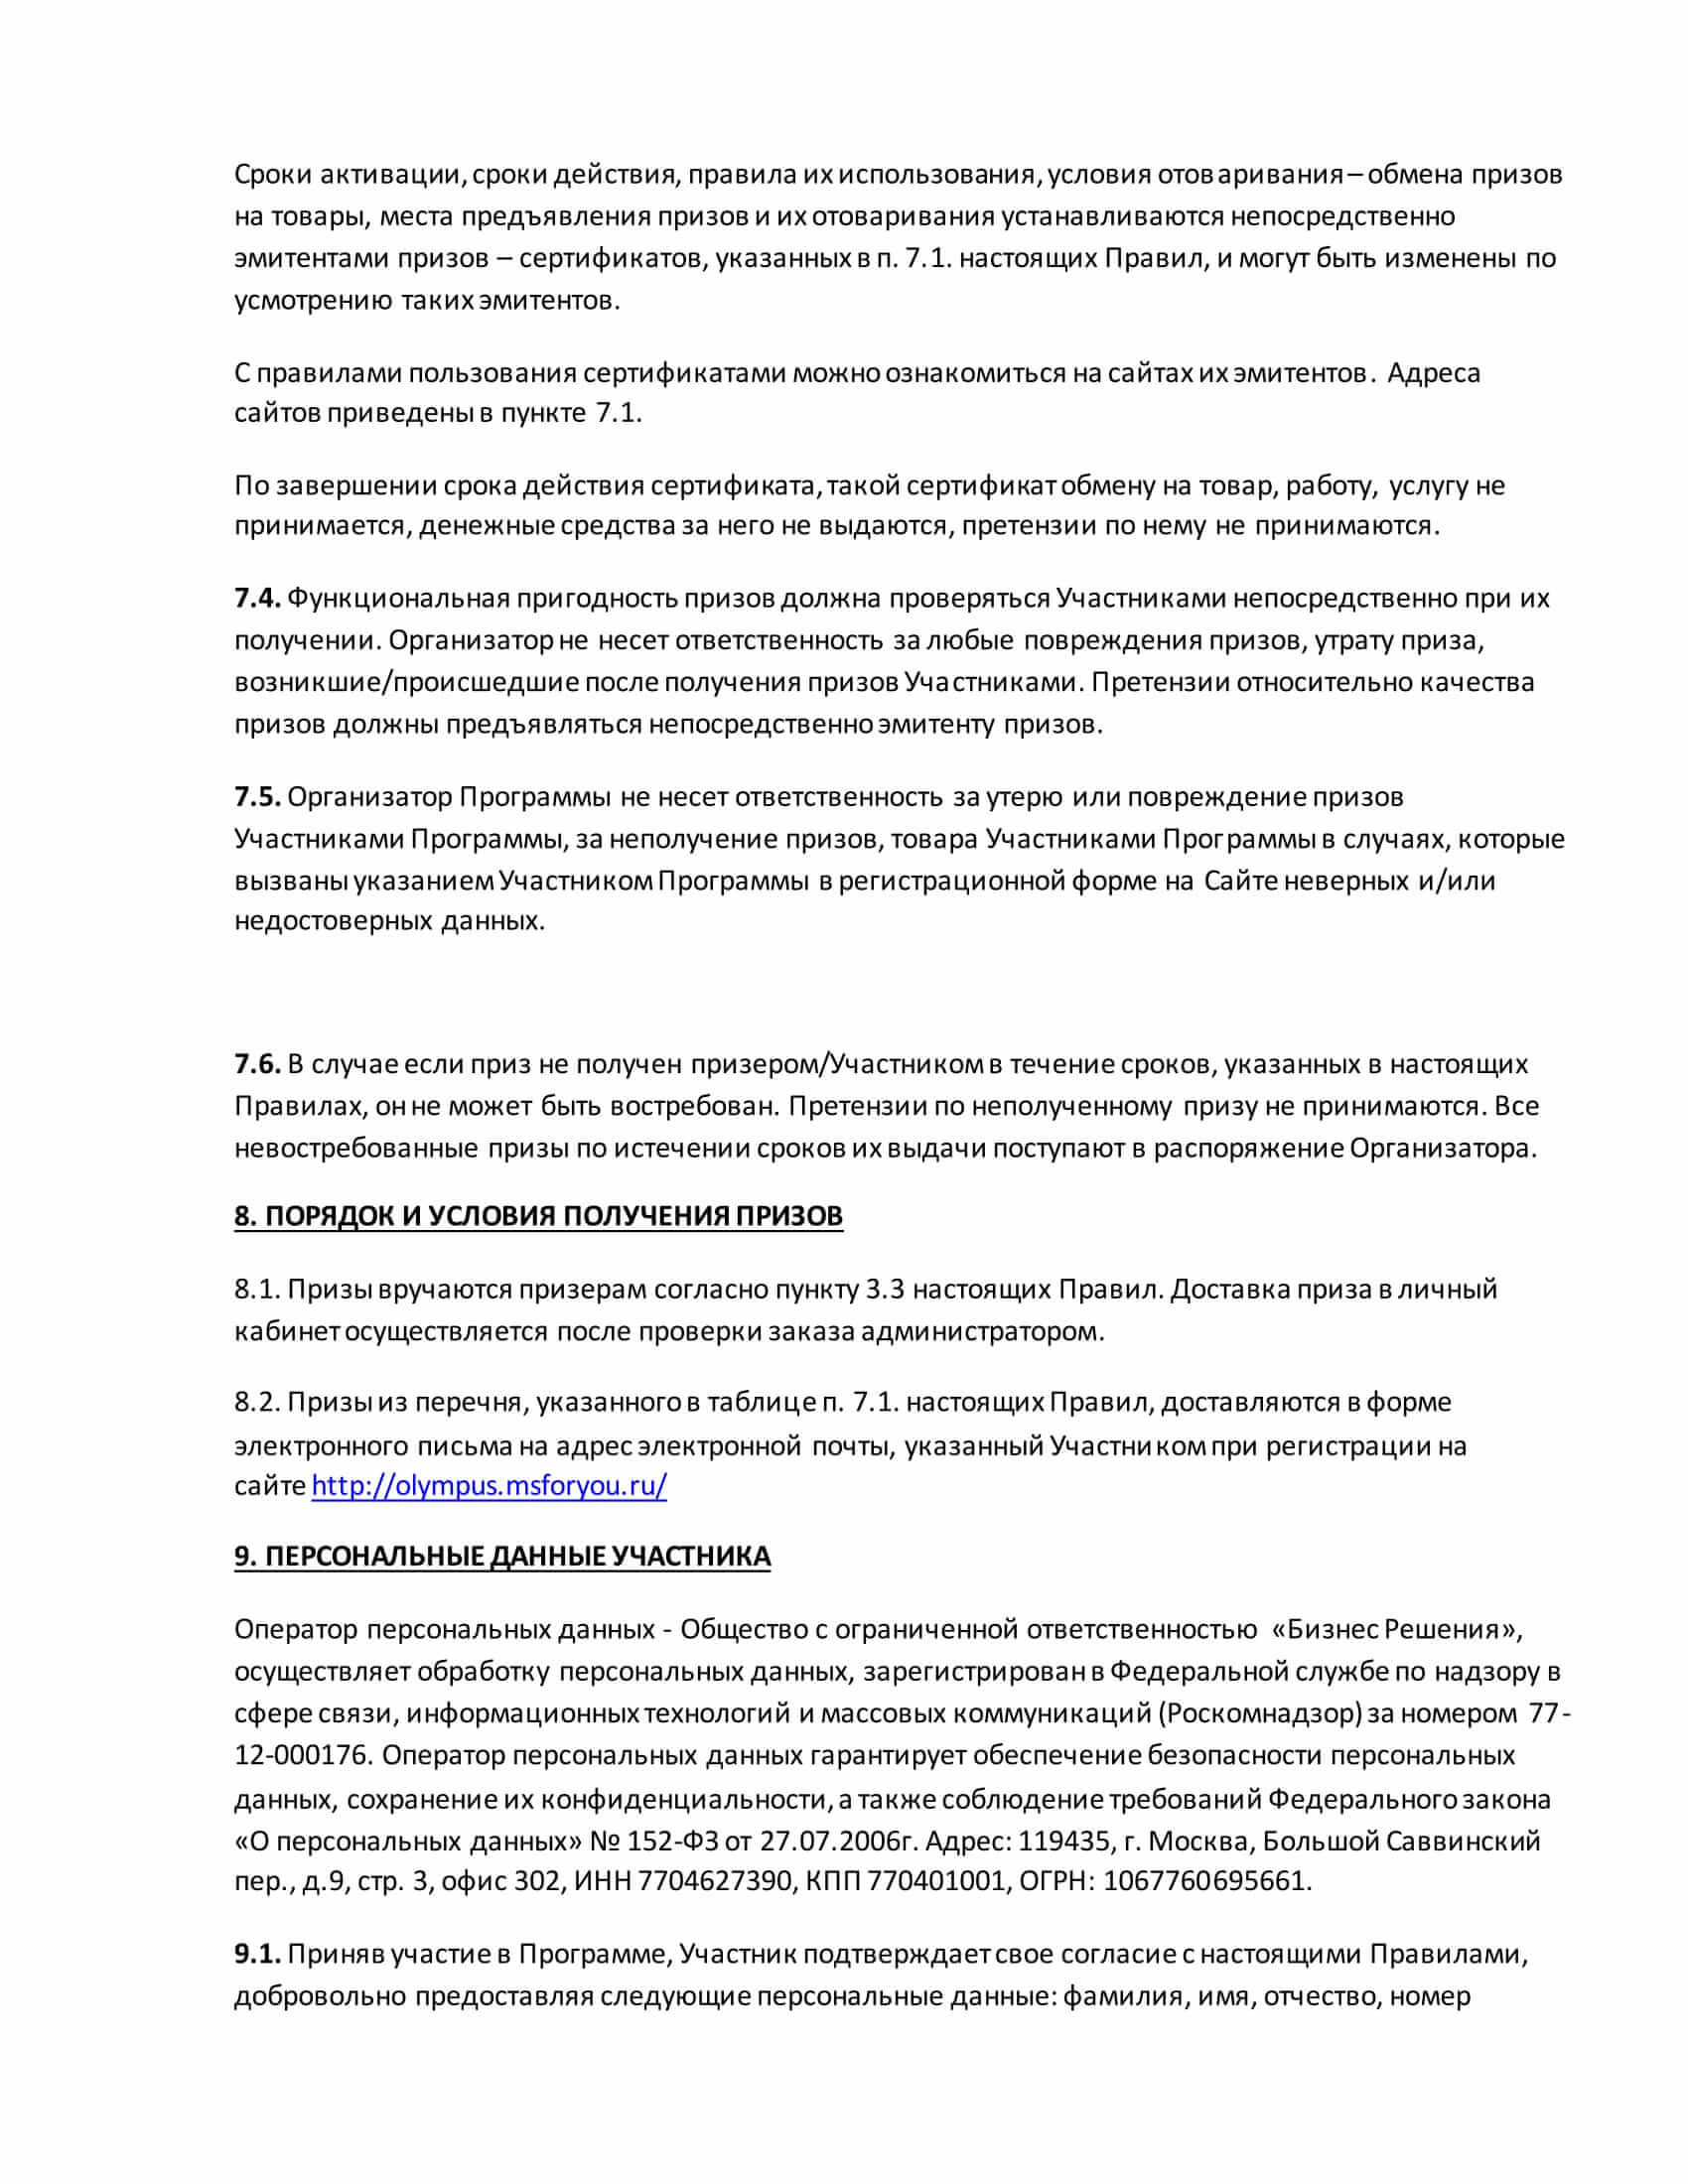 Сроки активации, сроки действия, правила их использования, условия отоваривания – обмена призов
на товары, места предъявления призов и их отоваривания устанавливаются непосредственно
эмитентами призов – сертификатов, указанных в п. 7.1. настоящих Правил, и могут быть изменены по
усмотрению таких эмитентов.
С правилами пользования сертификатами можно ознакомиться на сайтах их эмитентов. Адреса
сайтов приведены в пункте 7.1.
По завершении срока действия сертификата, такой сертификат обмену на товар, работу, услугу не
принимается, денежные средства за него не выдаются, претензии по нему не принимаются.
7.4. Функциональная пригодность призов должна проверяться Участниками непосредственно при их
получении. Организатор не несет ответственность за любые повреждения призов, утрату приза,
возникшие/происшедшие после получения призов Участниками. Претензии относительно качества
призов должны предъявляться непосредственно эмитенту призов.
7.5. Организатор Программы не несет ответственность за утерю или повреждение призов
Участниками Программы, за неполучение призов, товара Участниками Программы в случаях, которые
вызваны указанием Участником Программы в регистрационной форме на Сайте неверных и/или
недостоверных данных.
7.6. В случае если приз не получен призером/Участником в течение сроков, указанных в настоящих
Правилах, он не может быть востребован. Претензии по неполученному призу не принимаются. Все
невостребованные призы по истечении сроков их выдачи поступают в распоряжение Организатора.
8. ПОРЯДОК И УСЛОВИЯ ПОЛУЧЕНИЯ ПРИЗОВ
8.1. Призы вручаются призерам согласно пункту 3.3 настоящих Правил. Доставка приза в личный
кабинет осуществляется после проверки заказа администратором.
8.2. Призы из перечня, указанного в таблице п. 7.1. настоящих Правил, доставляются в форме
электронного письма на адрес электронной почты, указанный Участником при регистрации на
сайте http://olympus.msforyou.ru/
9. ПЕРСОНАЛЬНЫЕ ДАННЫЕ УЧАСТНИКА
Оператор персональных данных - Общество с ограниченной ответственностью «Бизнес Решения»,
осуществляет обработку персональных данных, зарегистрирован в Федеральной службе по надзору в
сфере связи, информационных технологий и массовых коммуникаций (Роскомнадзор) за номером 77-
12-000176. Оператор персональных данных гарантирует обеспечение безопасности персональных
данных, сохранение их конфиденциальности, а также соблюдение требований Федерального закона
«О персональных данных» № 152-ФЗ от 27.07.2006г. Адрес: 119435, г. Москва, Большой Саввинский
пер., д.9, стр. 3, офис 302, ИНН 7704627390, КПП 770401001, ОГРН: 1067760695661.
9.1. Приняв участие в Программе, Участник подтверждает свое согласие с настоящими Правилами,
добровольно предоставляя следующие персональные данные: фамилия, имя, отчество, номер